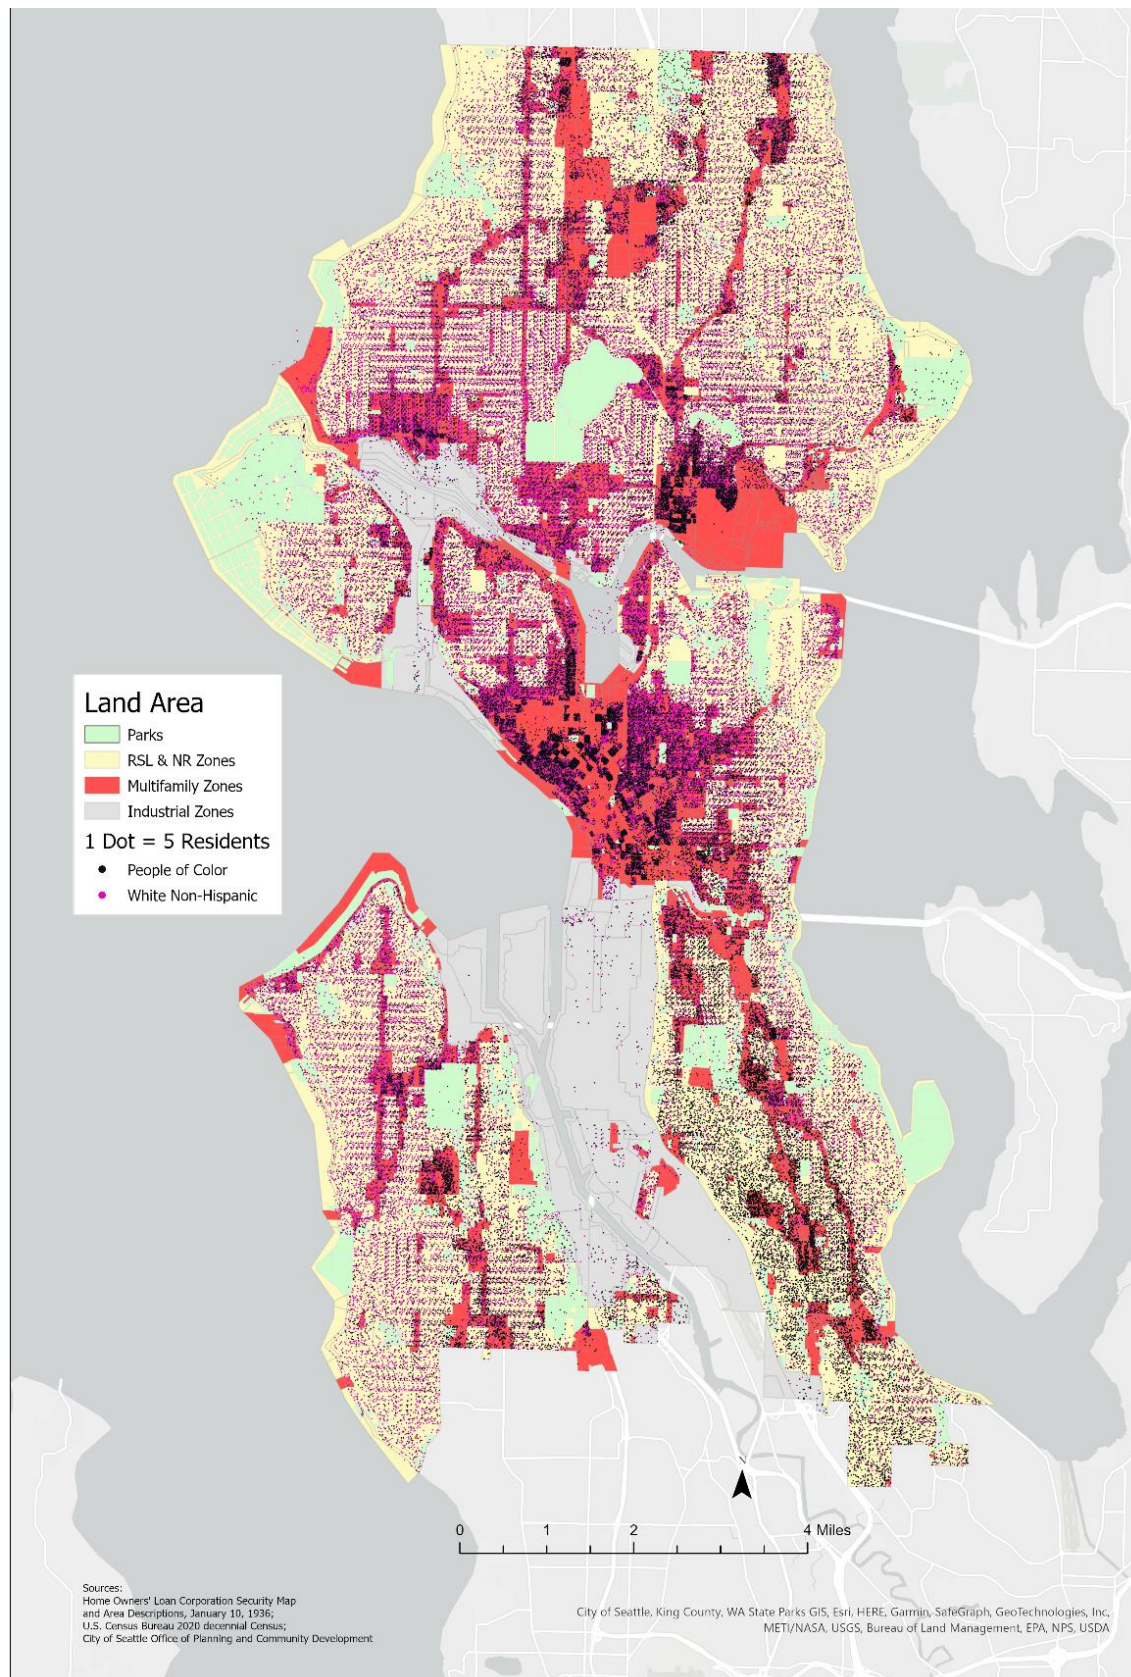 Land Area
Parks
RSL & NR Zones
Multifamily Zones
Industrial Zones
1 Dot = 5 Residents
People of Color
White Non-Hispanic
N
0 1 2 4 Miles
Sources:
Home Owners' Loan Corporation Security Map
and Area Descriptions, January 10, 1936;
U.S. Census Bureau 2020 decennial Census;
City of Seattle Office of Planning and Community Development
City of Seattle, King County, WA State Parks GIS, Esri, HERE, Garmin, SafeGraph, GeoTechnologies, Inc,
METI/NASA, USGS, Bureau of Land Management, EPA, NPS, USDA